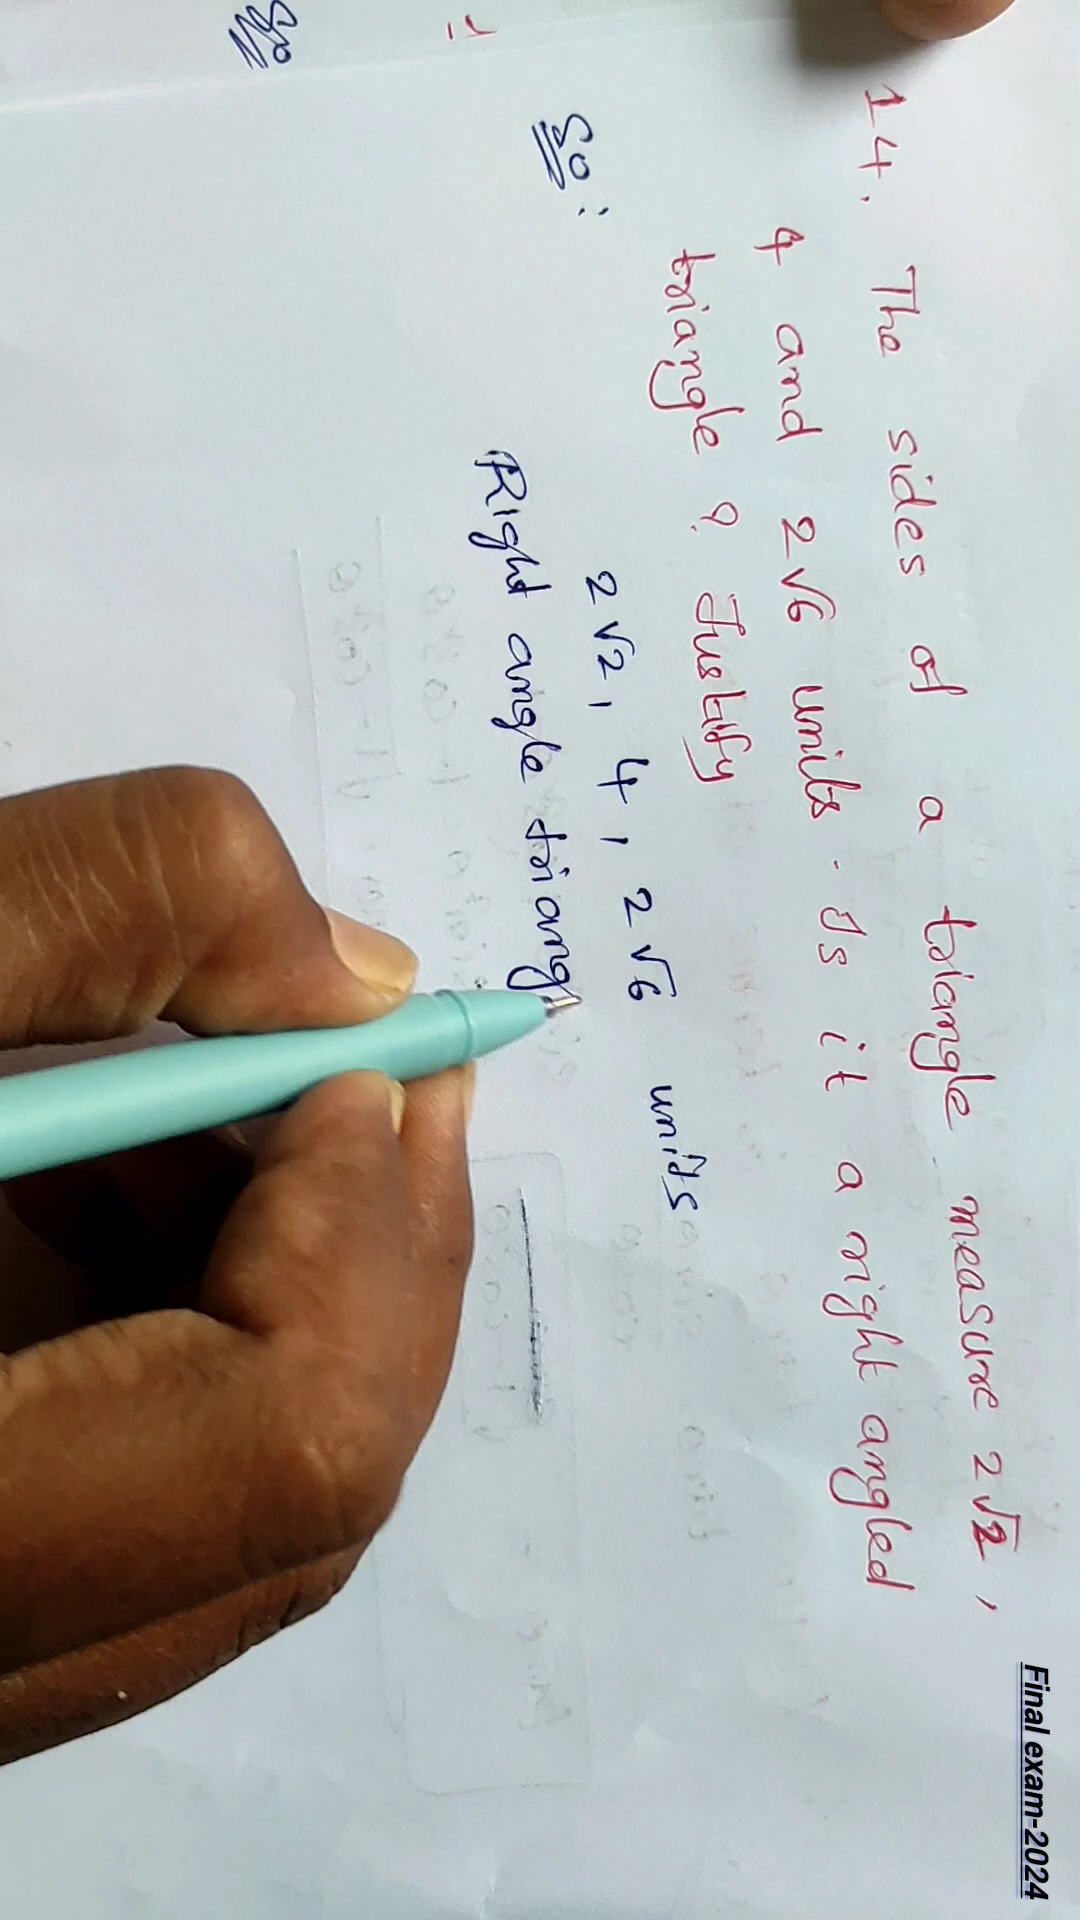 Final exam-2024
14. The sides of a triangle measure 2√2,
4 and 2√6 units. Is it a right angled
triangle? Justify
So:
2√2, 4, 2√6 units
Right angle triang
So